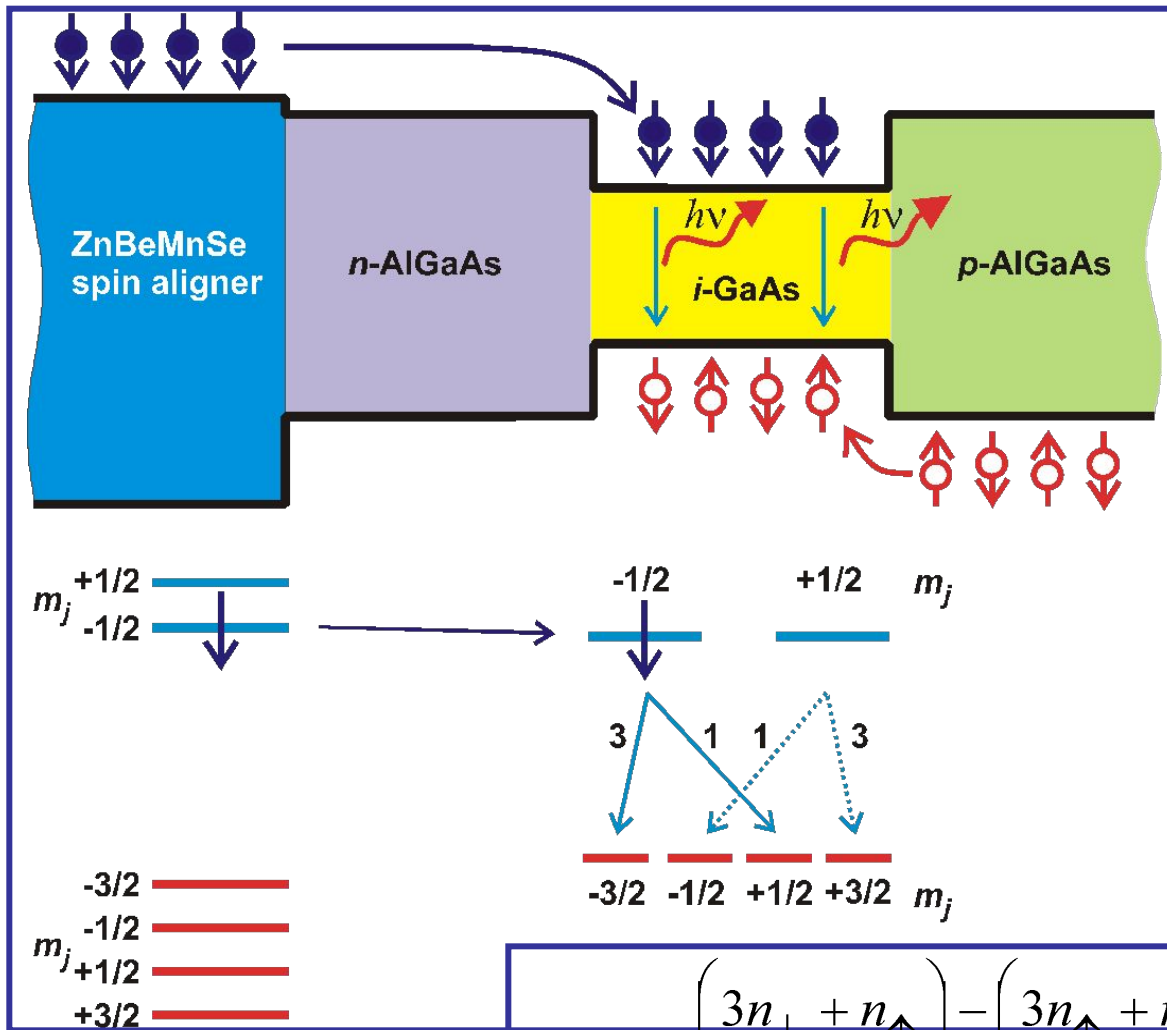 hν hν
ZnBeMnSe
spin aligner
n-AlGaAs
i-GaAs
p-AlGaAs
+1/2
m_j
-1/2
-1/2 +1/2 m_j
3 1 1 3
-3/2 -1/2 +1/2 +3/2 m_j
-3/2
-1/2
m_j
+1/2
+3/2
(3n↓ + n↑) − (3n↑ +